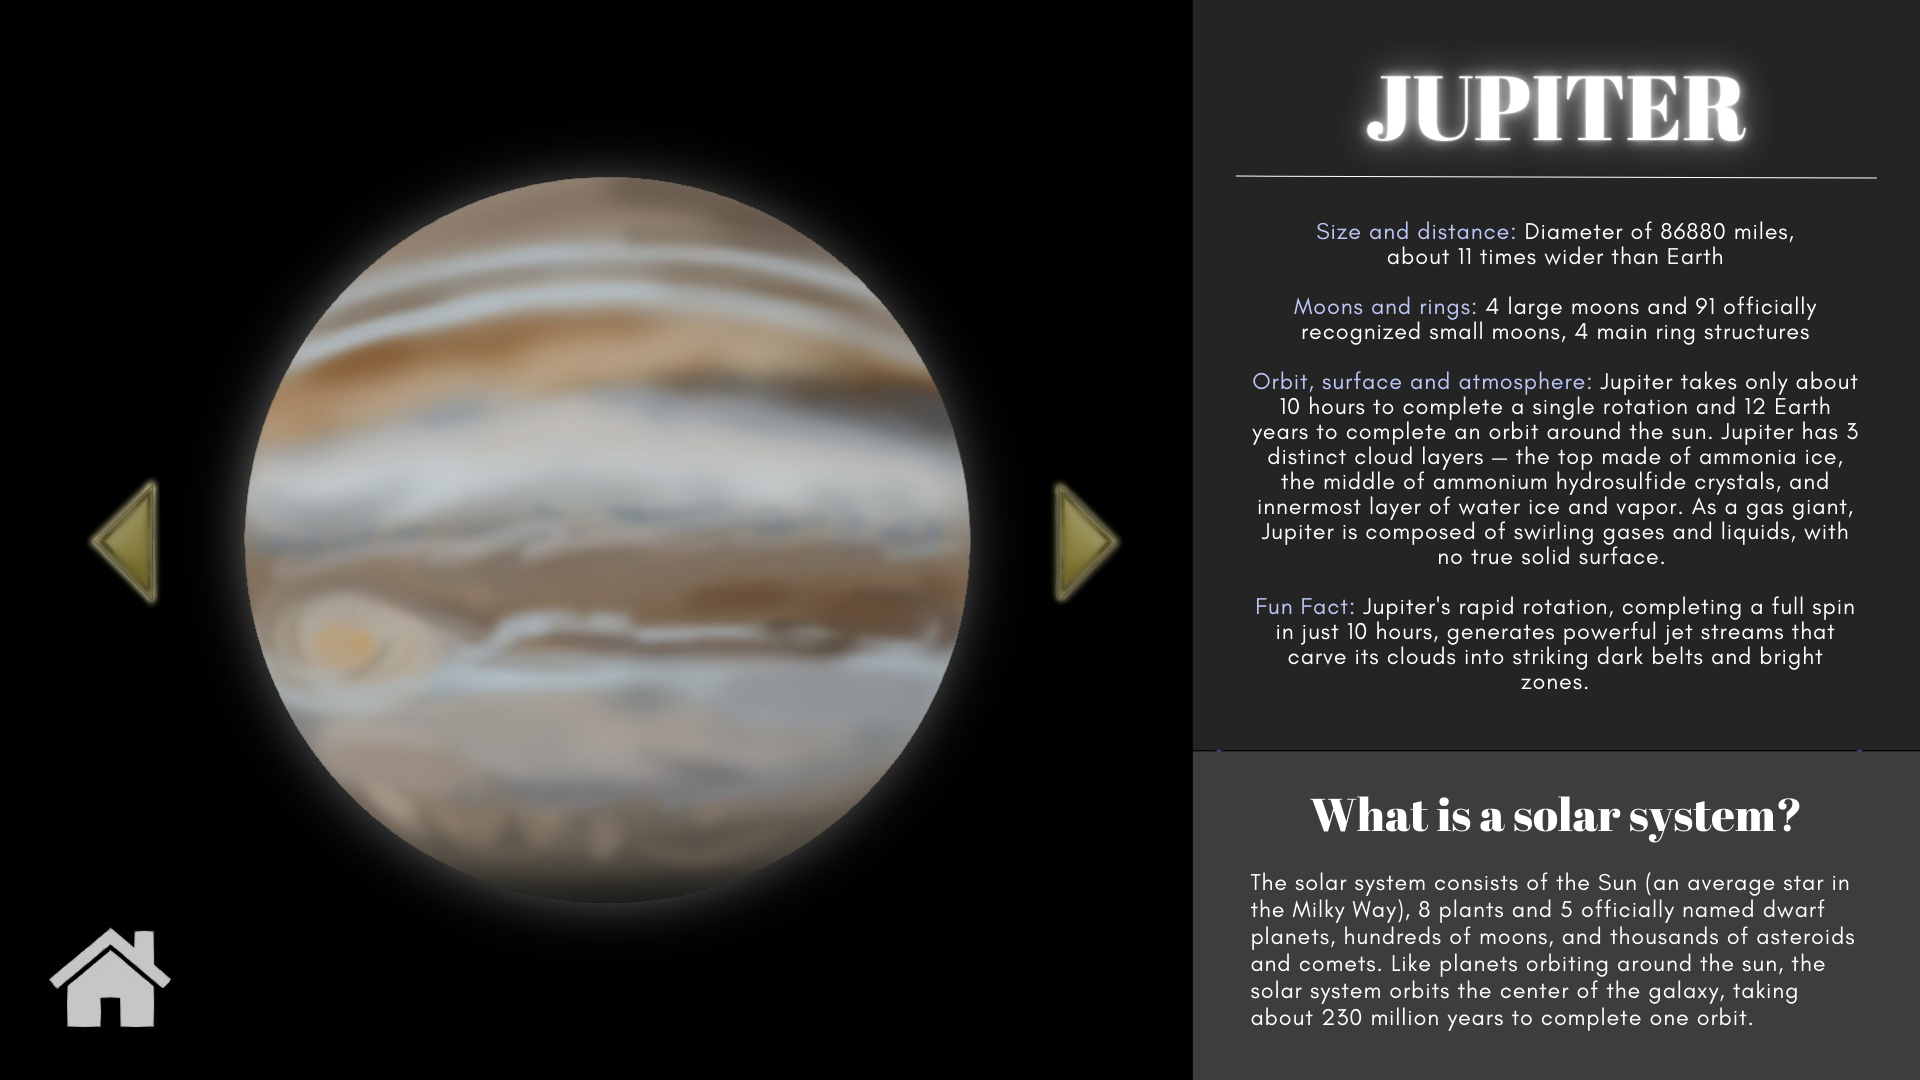 JUPITER
Size and distance: Diameter of 86880 miles,
about 11 times wider than Earth
Moons and rings: 4 large moons and 91 officially
recognized small moons, 4 main ring structures
Orbit, surface and atmosphere: Jupiter takes only about
10 hours to complete a single rotation and 12 Earth
years to complete an orbit around the sun. Jupiter has 3
distinct cloud layers — the top made of ammonia ice,
the middle of ammonium hydrosulfide crystals, and
innermost layer of water ice and vapor. As a gas giant,
Jupiter is composed of swirling gases and liquids, with
no true solid surface.
Fun Fact: Jupiter's rapid rotation, completing a full spin
in just 10 hours, generates powerful jet streams that
carve its clouds into striking dark belts and bright
zones.
What is a solar system?
The solar system consists of the Sun (an average star in
the Milky Way), 8 plants and 5 officially named dwarf
planets, hundreds of moons, and thousands of asteroids
and comets. Like planets orbiting around the sun, the
solar system orbits the center of the galaxy, taking
about 230 million years to complete one orbit.